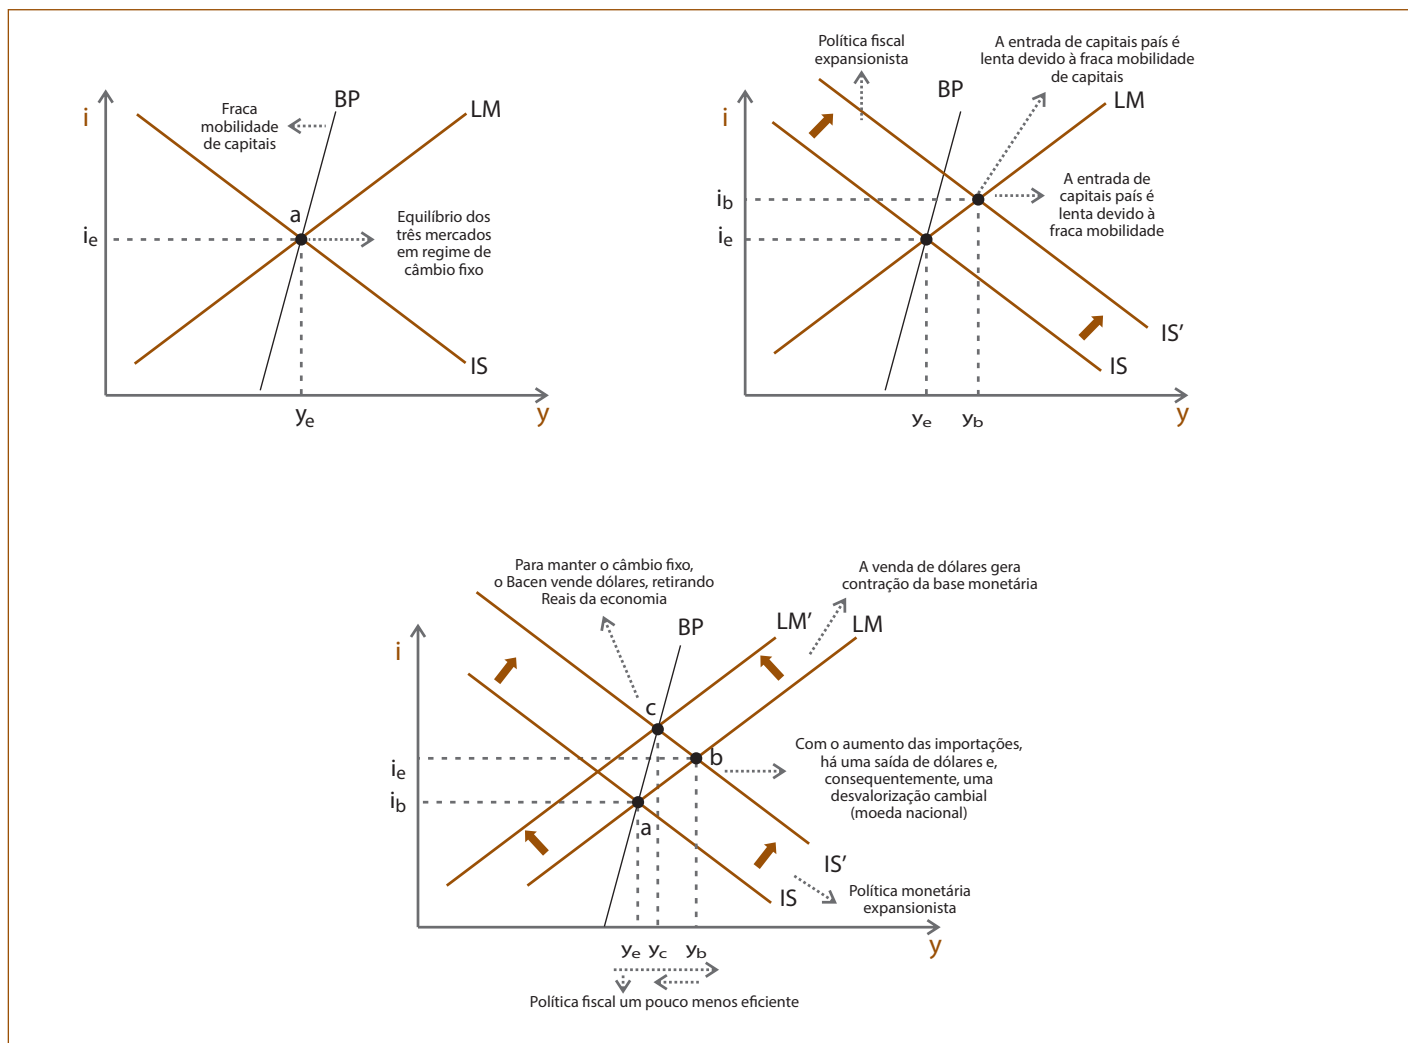 i
Fraca
mobilidade
de capitais
BP
LM
a
Equilíbrio dos
três mercados
em regime de
câmbio fixo
ie
IS
ye
y
Política fiscal
expansionista
A entrada de capitais país é
lenta devido à fraca mobilidade
de capitais
i
BP
LM
A entrada de
capitais país é
lenta devido à
fraca mobilidade
ib
ie
IS'
IS
ye
yb
y
Para manter o câmbio fixo,
o Bacen vende dólares, retirando
Reais da economia
A venda de dólares gera
contração da base monetária
i
BP
LM'
LM
c
b
Com o aumento das importações,
há uma saída de dólares e,
consequentemente, uma
desvalorização cambial
(moeda nacional)
ie
ib
a
IS'
IS
Política monetária
expansionista
ye
yc
yb
y
Política fiscal um pouco menos eficiente